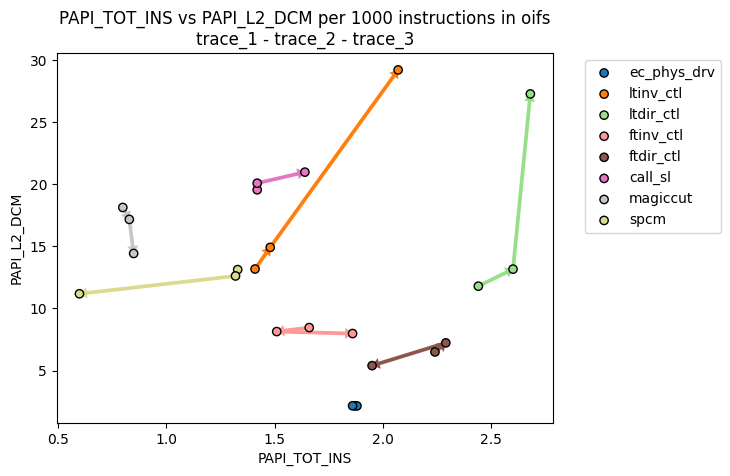 PAPI_TOT_INS vs PAPI_L2_DCM per 1000 instructions in oifs
trace_1 - trace_2 - trace_3
30
25
20
15
10
5
PAPI_L2_DCM
0.5
1.0
1.5
2.0
2.5
PAPI_TOT_INS
ec_phys_drv
ltinv_ctl
ltdir_ctl
ftinv_ctl
ftdir_ctl
call_sl
magiccut
spcm